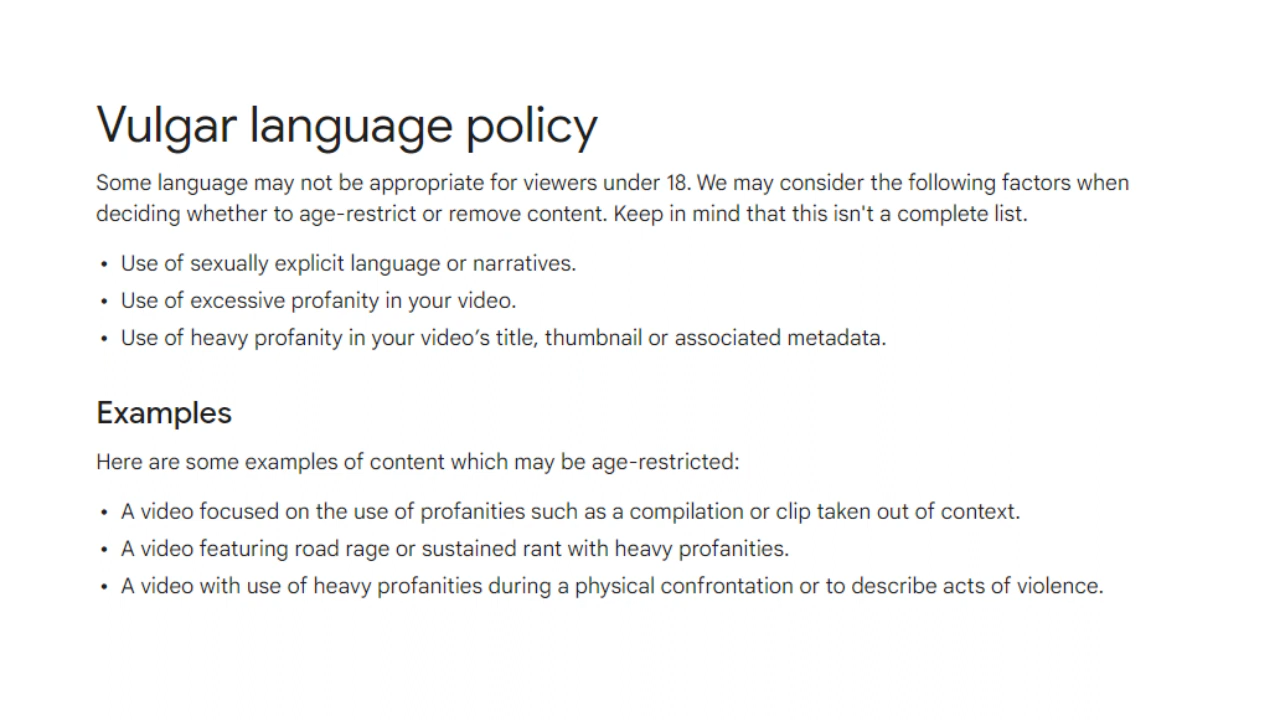 Vulgar language policy
Some language may not be appropriate for viewers under 18. We may consider the following factors when
deciding whether to age-restrict or remove content. Keep in mind that this isn't a complete list.
• Use of sexually explicit language or narratives.
• Use of excessive profanity in your video.
• Use of heavy profanity in your video’s title, thumbnail or associated metadata.
Examples
Here are some examples of content which may be age-restricted:
• A video focused on the use of profanities such as a compilation or clip taken out of context.
• A video featuring road rage or sustained rant with heavy profanities.
• A video with use of heavy profanities during a physical confrontation or to describe acts of violence.